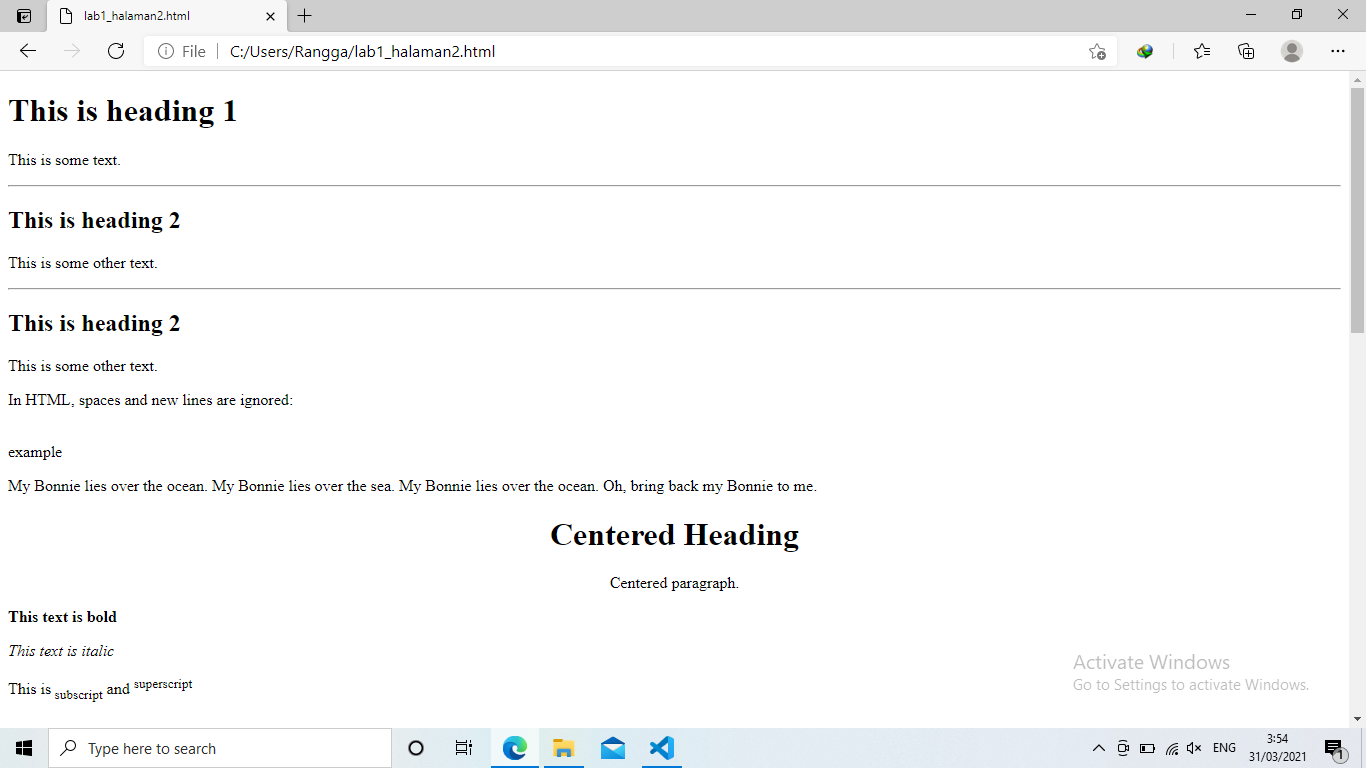 lab1_halaman2.html
File | C:/Users/Rangga/lab1_halaman2.html
This is heading 1
This is some text.
This is heading 2
This is some other text.
This is heading 2
This is some other text.
In HTML, spaces and new lines are ignored:
example
My Bonnie lies over the ocean. My Bonnie lies over the sea. My Bonnie lies over the ocean. Oh, bring back my Bonnie to me.
Centered Heading
Centered paragraph.
This text is bold
This text is italic
This is subscript and superscript
Activate Windows
Go to Settings to activate Windows.
Type here to search
ENG
3:54
31/03/2021
1